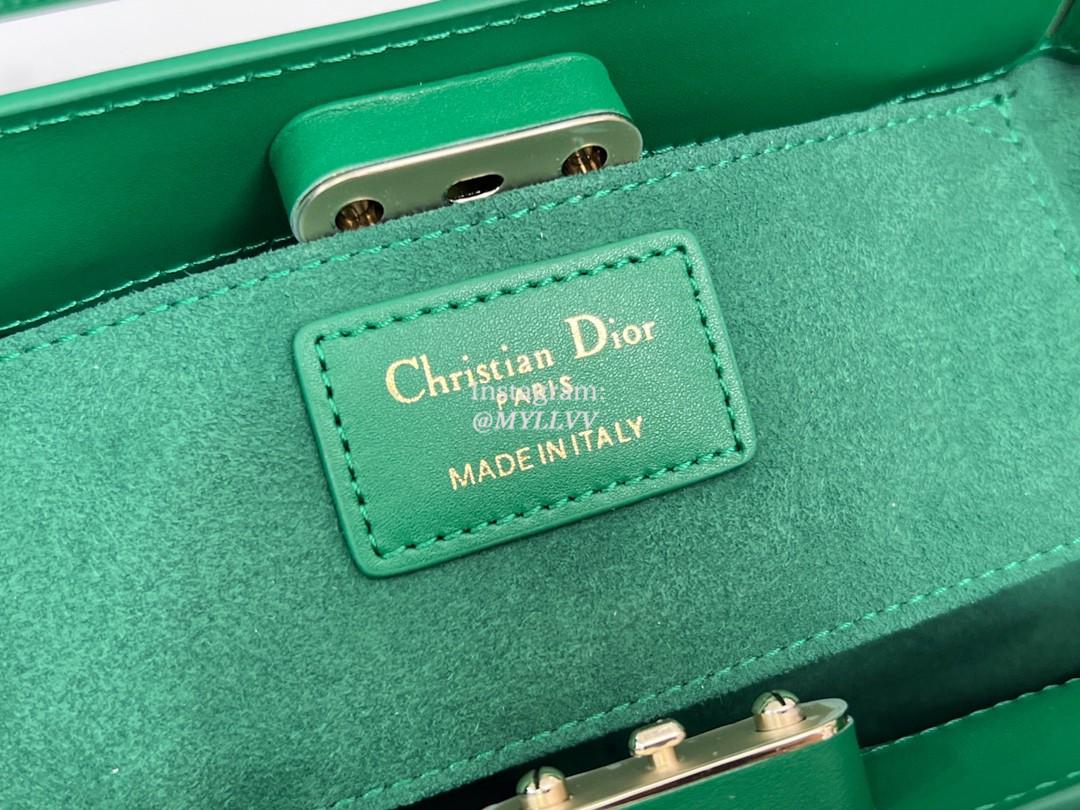 Christian Dior
PARIS
Instagram:
@MYLLVV
MADE IN ITALY